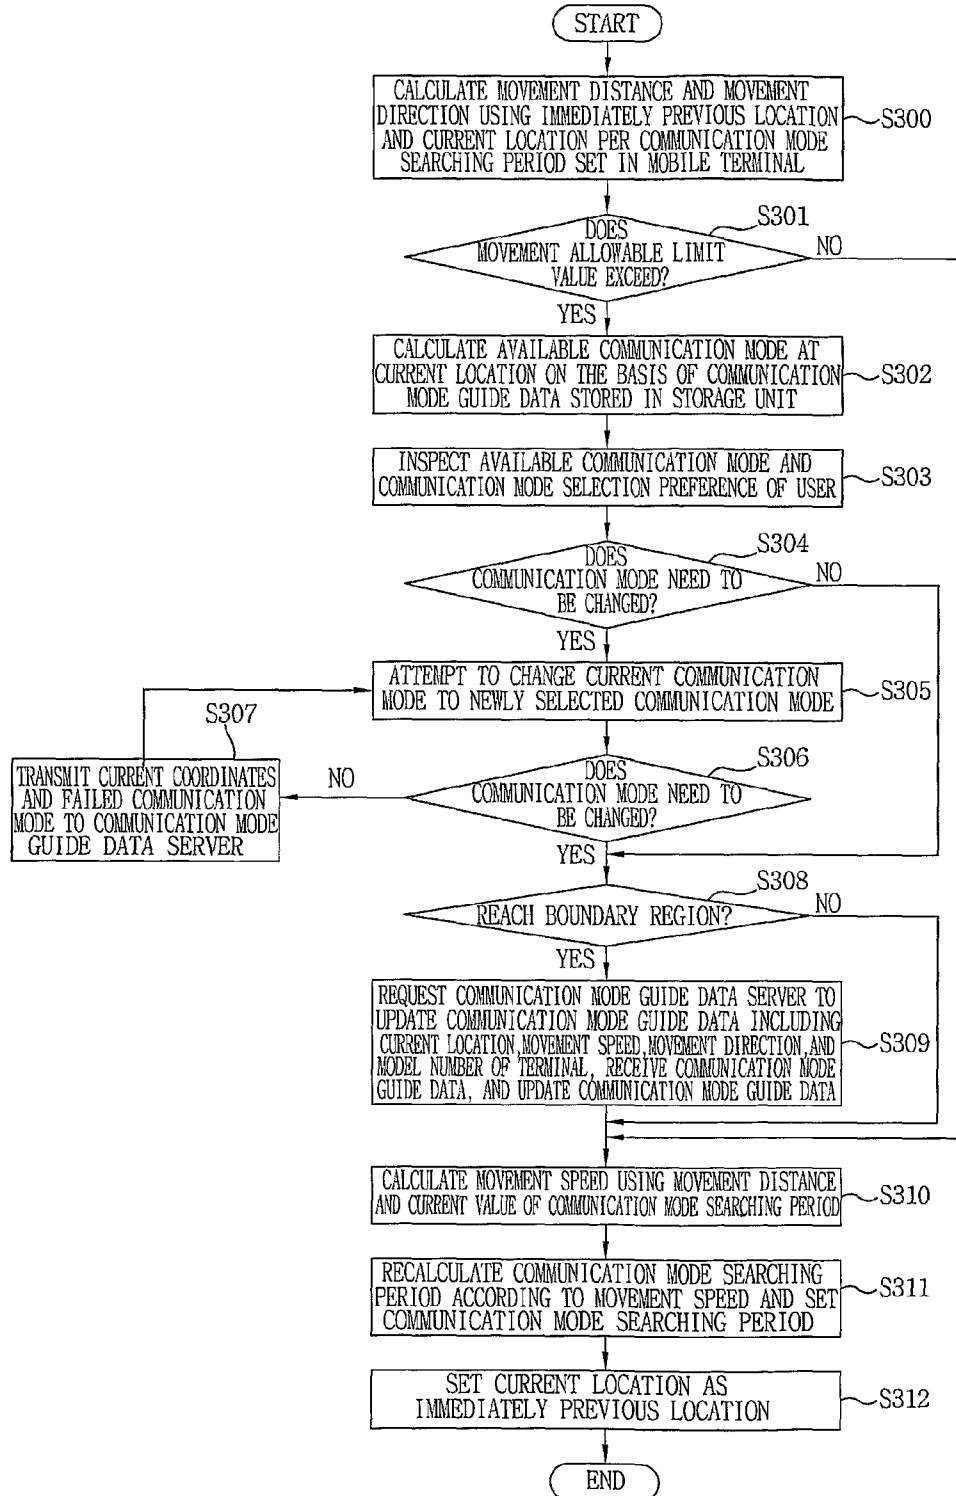 START
CALCULATE MOVEMENT DISTANCE AND MOVEMENT
DIRECTION USING IMMEDIATELY PREVIOUS LOCATION
AND CURRENT LOCATION PER COMMUNICATION MODE
SEARCHING PERIOD SET IN MOBILE TERMINAL
S300
S301
DOES
MOVEMENT ALLOWABLE LIMIT
VALUE EXCEED?
NO
YES
CALCULATE AVAILABLE COMMUNICATION MODE AT
CURRENT LOCATION ON THE BASIS OF COMMUNICATION
MODE GUIDE DATA STORED IN STORAGE UNIT
S302
INSPECT AVAILABLE COMMUNICATION MODE AND
COMMUNICATION MODE SELECTION PREFERENCE OF USER
S303
S304
DOES
COMMUNICATION MODE NEED TO
BE CHANGED?
NO
YES
ATTEMPT TO CHANGE CURRENT COMMUNICATION
MODE TO NEWLY SELECTED COMMUNICATION MODE
S305
S307
TRANSMIT CURRENT COORDINATES
AND FAILED COMMUNICATION
MODE TO COMMUNICATION MODE
GUIDE DATA SERVER
NO
S306
DOES
COMMUNICATION MODE NEED TO
BE CHANGED?
YES
S308
REACH BOUNDARY REGION?
NO
YES
REQUEST COMMUNICATION MODE GUIDE DATA SERVER TO
UPDATE COMMUNICATION MODE GUIDE DATA INCLUDING
CURRENT LOCATION, MOVEMENT SPEED, MOVEMENT DIRECTION, AND
MODEL NUMBER OF TERMINAL, RECEIVE COMMUNICATION MODE
GUIDE DATA, AND UPDATE COMMUNICATION MODE GUIDE DATA
S309
CALCULATE MOVEMENT SPEED USING MOVEMENT DISTANCE
AND CURRENT VALUE OF COMMUNICATION MODE SEARCHING PERIOD
S310
RECALCULATE COMMUNICATION MODE SEARCHING
PERIOD ACCORDING TO MOVEMENT SPEED AND SET
COMMUNICATION MODE SEARCHING PERIOD
S311
SET CURRENT LOCATION AS
IMMEDIATELY PREVIOUS LOCATION
S312
END